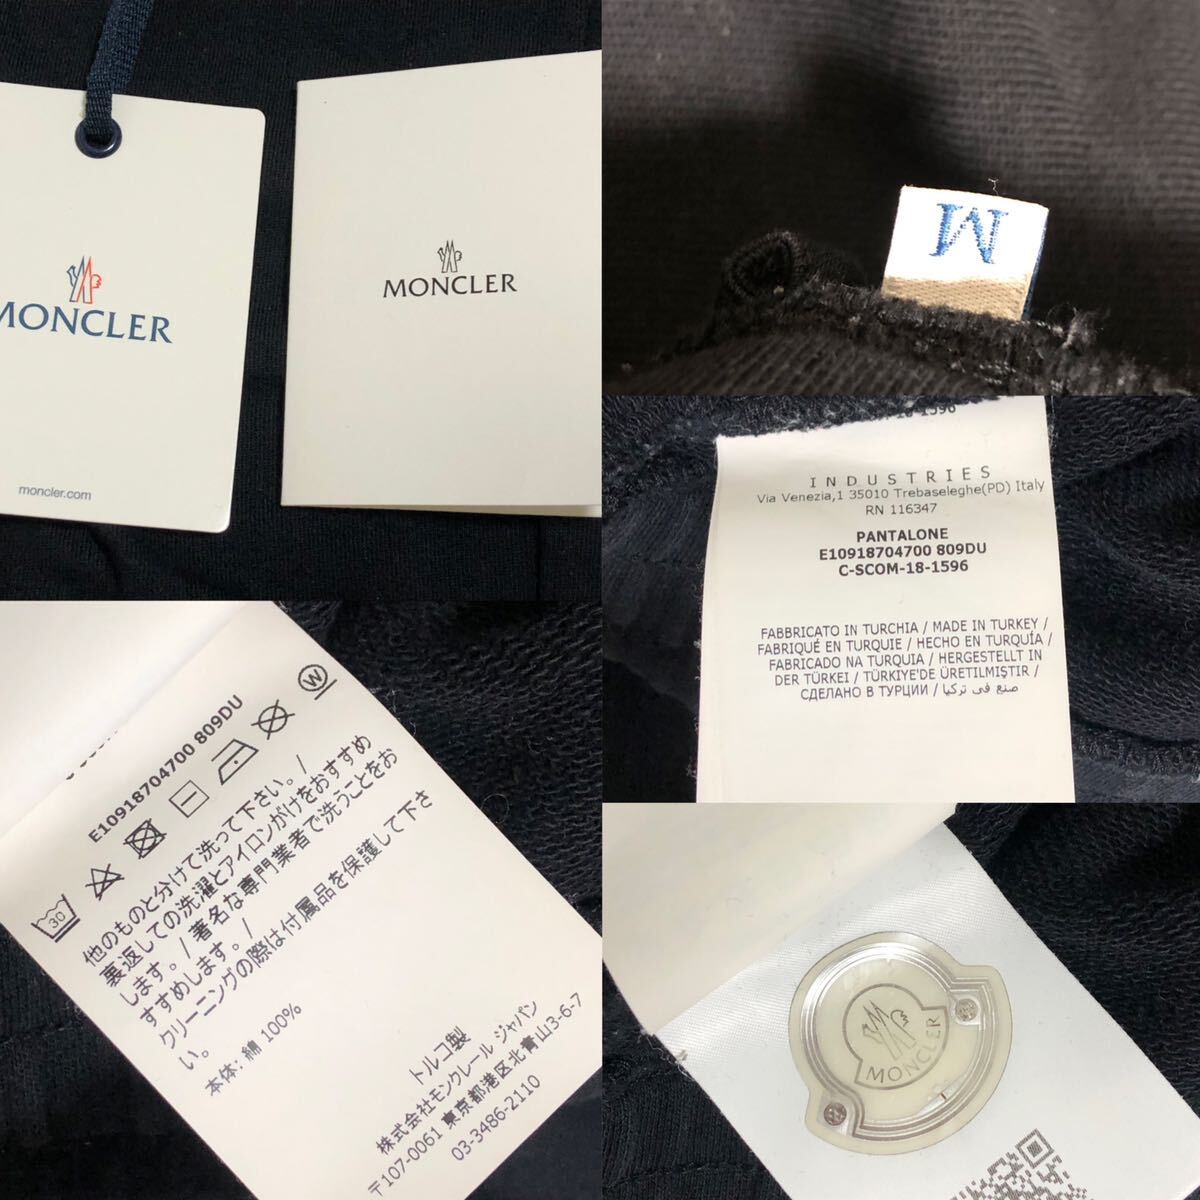 MONCLER
moncler.com
MONCLER
M
18-1596
INDUSTRIES
Via Venezia,1 35010 Trebaseleghe(PD) Italy
RN 116347
PANTALONE
E10918704700 809DU
C-SCOM-18-1596
FABBRICATO IN TURCHIA / MADE IN TURKEY /
FABRIQUÉ EN TURQUIE / HECHO EN TURQUÍA /
FABRICADO NA TURQUIA / HERGESTELLT IN
DER TÜRKEI / TÜRKİYE'DE ÜRETİLMİŞTİR /
СДЕЛАНО В ТУРЦИИ / صنع في تركيا
E10918704700 809DU
30
W
他のものと分けて洗って下さい。/
裏返しての洗濯とアイロンがけをおすすめ
します。/ 著名な専門業者で洗うことをお
すすめします。/
クリーニングの際は付属品を保護して下さ
い。
本体: 綿 100%
トルコ製
株式会社モンクレール ジャパン
〒107-0061 東京都港区北青山3-6-7
03-3486-2110
MONCLER